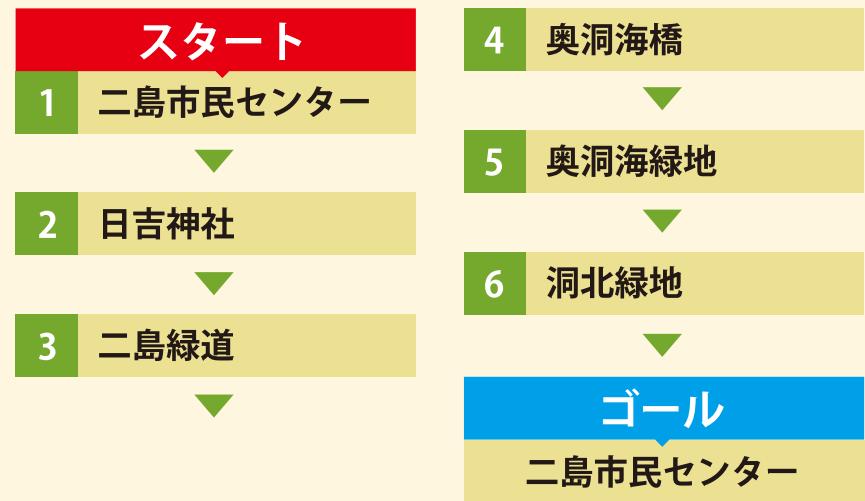 スタート
1 二島市民センター
2 日吉神社
3 二島緑道
4 奥洞海橋
5 奥洞海緑地
6 洞北緑地
ゴール
二島市民センター